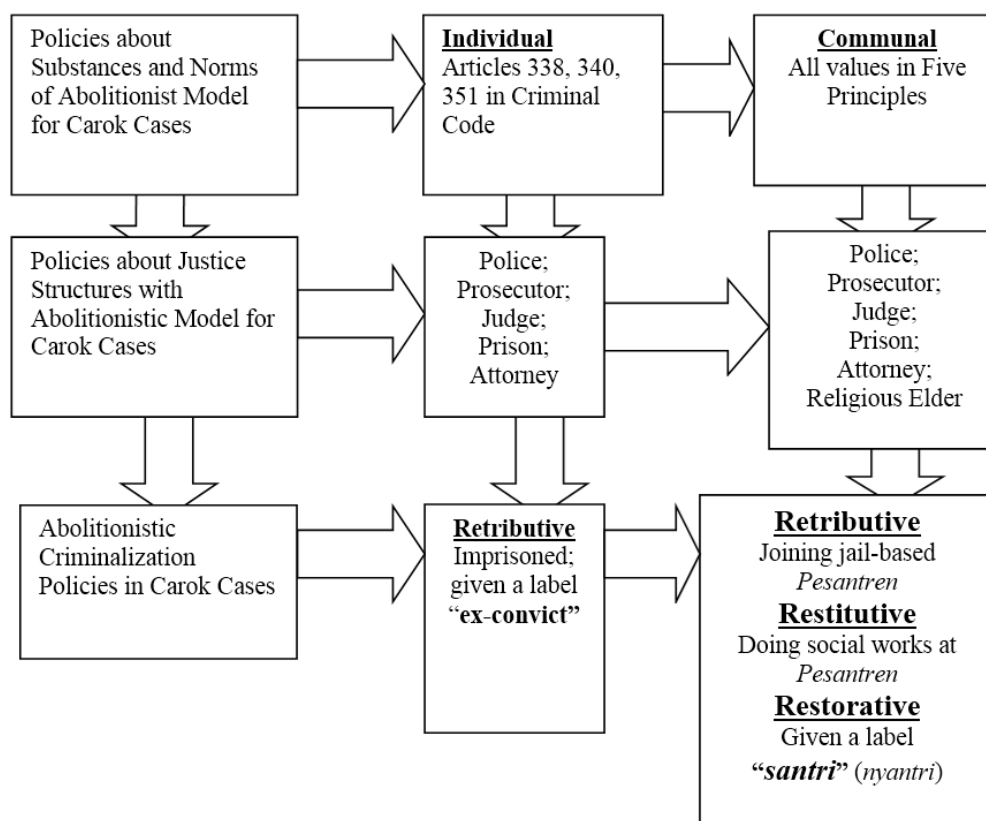 Policies about
Substances and Norms
of Abolitionist Model
for Carok Cases
Individual
Articles 338, 340,
351 in Criminal
Code
Communal
All values in Five
Principles
Policies about Justice
Structures with
Abolitionistic Model for
Carok Cases
Police;
Prosecutor;
Judge;
Prison;
Attorney
Police;
Prosecutor;
Judge;
Prison;
Attorney;
Religious Elder
Abolitionistic
Criminalization
Policies in Carok Cases
Retributive
Imprisoned;
given a label
“ex-convict”
Retributive
Joining jail-based
Pesantren
Restitutive
Doing social works at
Pesantren
Restorative
Given a label
“santri” (nyantri)